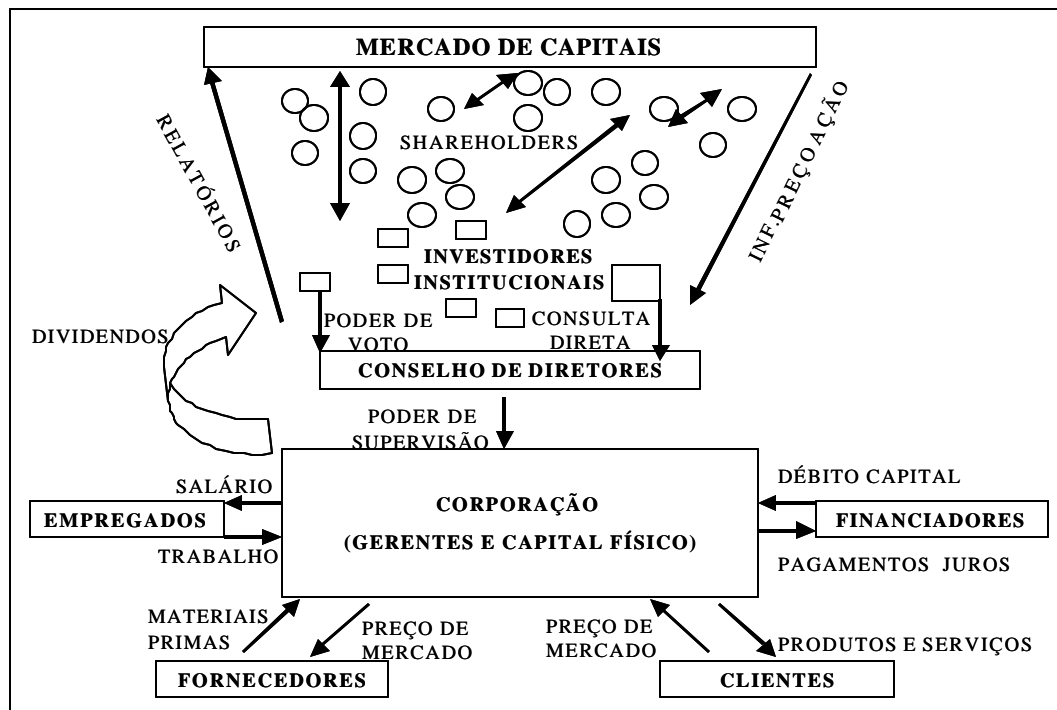 MERCADO DE CAPITAIS
RELATÓRIOS
SHAREHOLDERS
INF.PREÇO AÇÃO
INVESTIDORES
INSTITUCIONAIS
DIVIDENDOS
PODER DE
VOTO
CONSULTA
DIRETA
CONSELHO DE DIRETORES
PODER DE
SUPERVISÃO
SALÁRIO
EMPREGADOS
TRABALHO
CORPORAÇÃO
(GERENTES E CAPITAL FÍSICO)
DÉBITO CAPITAL
FINANCIADORES
PAGAMENTOS JUROS
MATERIAIS
PRIMAS
PREÇO DE
MERCADO
FORNECEDORES
PREÇO DE
MERCADO
PRODUTOS E SERVIÇOS
CLIENTES